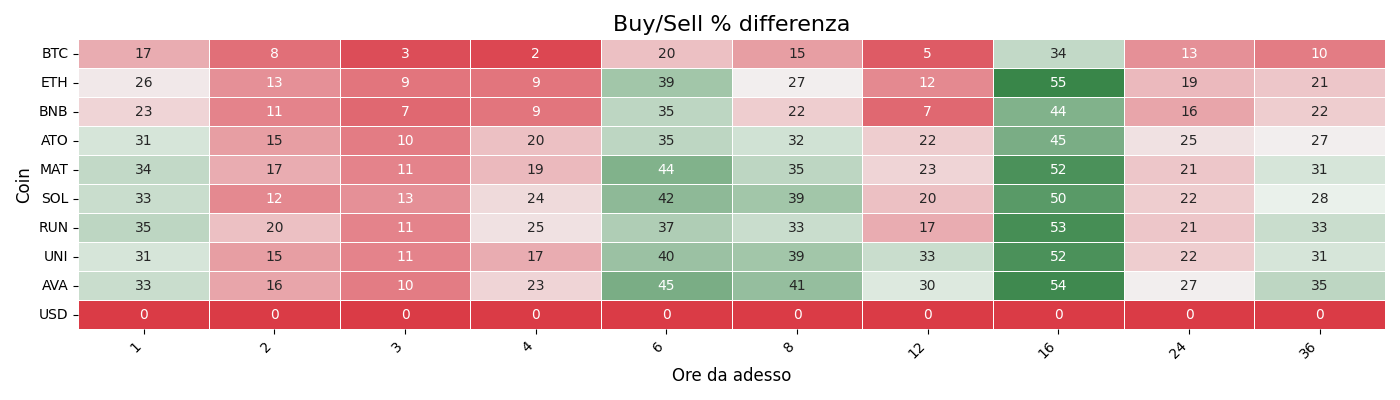 Buy/Sell % differenza
Coin
BTC 17 8 3 2 20 15 5 34 13 10
ETH 26 13 9 9 39 27 12 55 19 21
BNB 23 11 7 9 35 22 7 44 16 22
ATO 31 15 10 20 35 32 22 45 25 27
MAT 34 17 11 19 44 35 23 52 21 31
SOL 33 12 13 24 42 39 20 50 22 28
RUN 35 20 11 25 37 33 17 53 21 33
UNI 31 15 11 17 40 39 33 52 22 31
AVA 33 16 10 23 45 41 30 54 27 35
USD 0 0 0 0 0 0 0 0 0 0
1 2 3 4 6 8 12 16 24 36
Ore da adesso